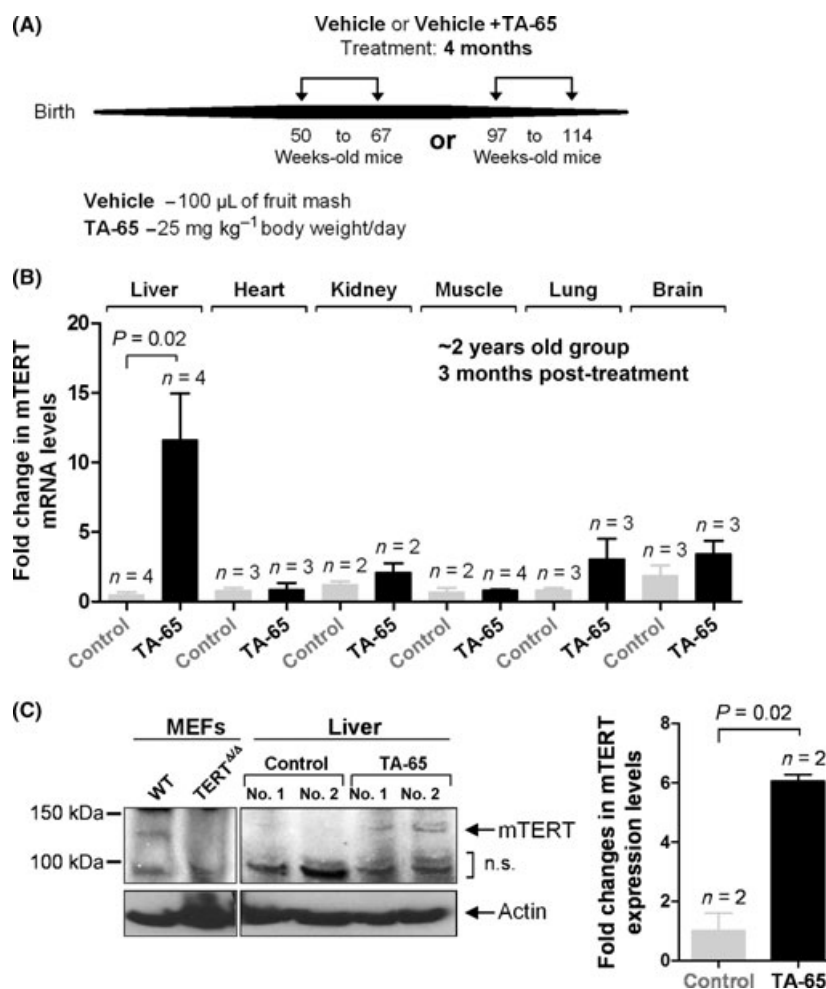 (A)
Vehicle or Vehicle +TA-65
Treatment: 4 months
Birth
50 to 67 or 97 to 114
Weeks-old mice Weeks-old mice
Vehicle –100 µL of fruit mash
TA-65 –25 mg kg⁻¹ body weight/day
(B)
Liver Heart Kidney Muscle Lung Brain
Fold change in mTERT
mRNA levels
20
15
10
5
0
P = 0.02
~2 years old group
3 months post-treatment
n = 4 n = 4 n = 3 n = 3 n = 2 n = 2 n = 2 n = 4 n = 3 n = 3 n = 3 n = 3
Control TA-65 Control TA-65 Control TA-65 Control TA-65 Control TA-65 Control TA-65
(C)
MEFs Liver
WT TERTΔ/Δ Control TA-65
No. 1 No. 2 No. 1 No. 2
150 kDa
100 kDa
mTERT
n.s.
Actin
Fold changes in mTERT
expression levels
8
6
4
2
0
P = 0.02
n = 2
n = 2
Control TA-65